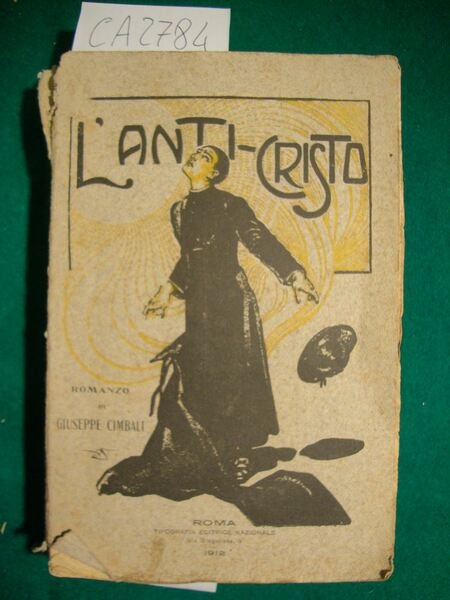 CA2784
L'ANTI-CRISTO
ROMANZO
DI
GIUSEPPE CIMBALI
ROMA
TIPOGRAFIA EDITRICE NAZIONALE
1912